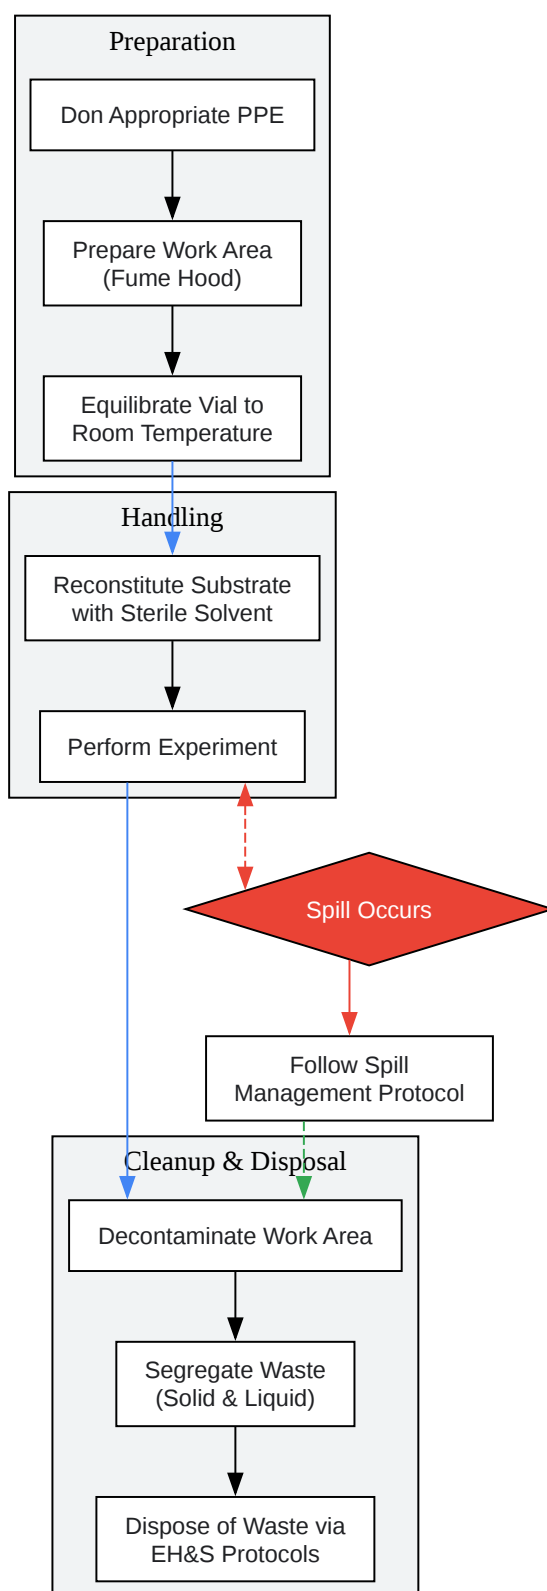 Preparation
Don Appropriate PPE
Prepare Work Area
(Fume Hood)
Equilibrate Vial to
Room Temperature
Handling
Reconstitute Substrate
with Sterile Solvent
Perform Experiment
Spill Occurs
Follow Spill
Management Protocol
Cleanup & Disposal
Decontaminate Work Area
Segregate Waste
(Solid & Liquid)
Dispose of Waste via
EH&S Protocols